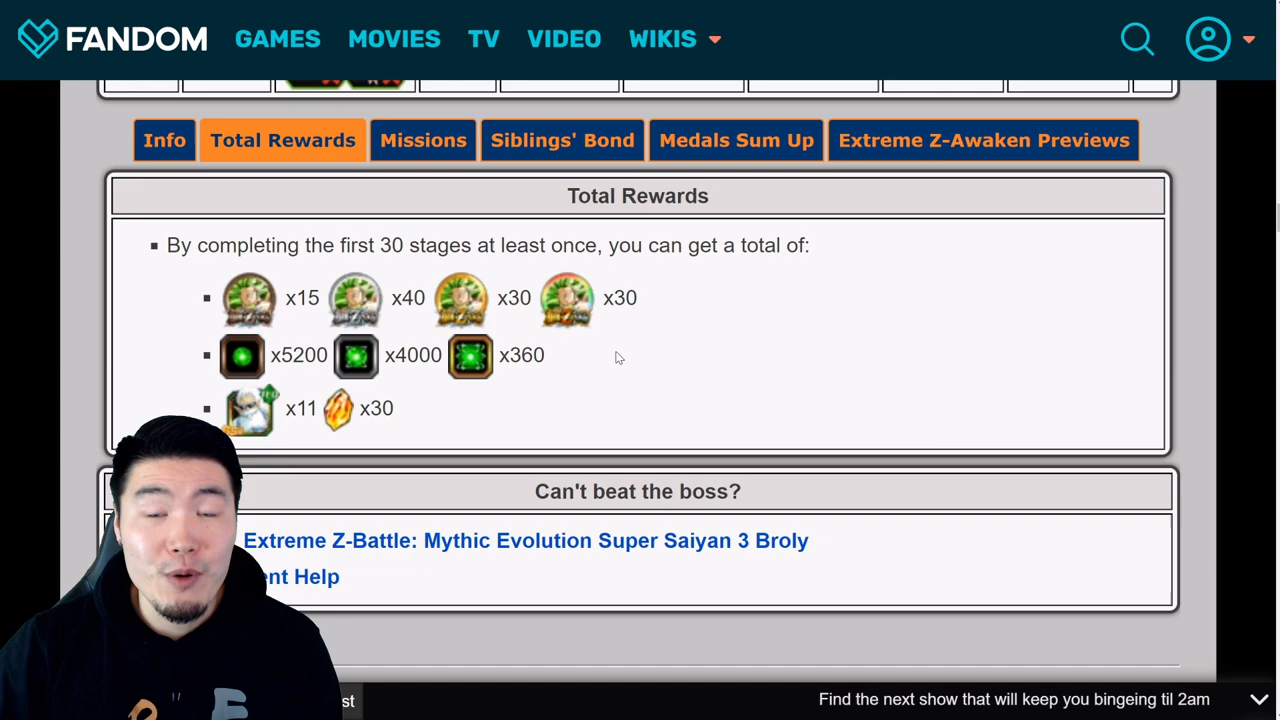 FANDOM GAMES MOVIES TV VIDEO WIKIS
Info Total Rewards Missions Siblings' Bond Medals Sum Up Extreme Z-Awaken Previews
Total Rewards
By completing the first 30 stages at least once, you can get a total of:
x15 x40 x30 x30
x5200 x4000 x360
x11 x30
Can't beat the boss?
Extreme Z-Battle: Mythic Evolution Super Saiyan 3 Broly
ent Help
st Find the next show that will keep you bingeing til 2am